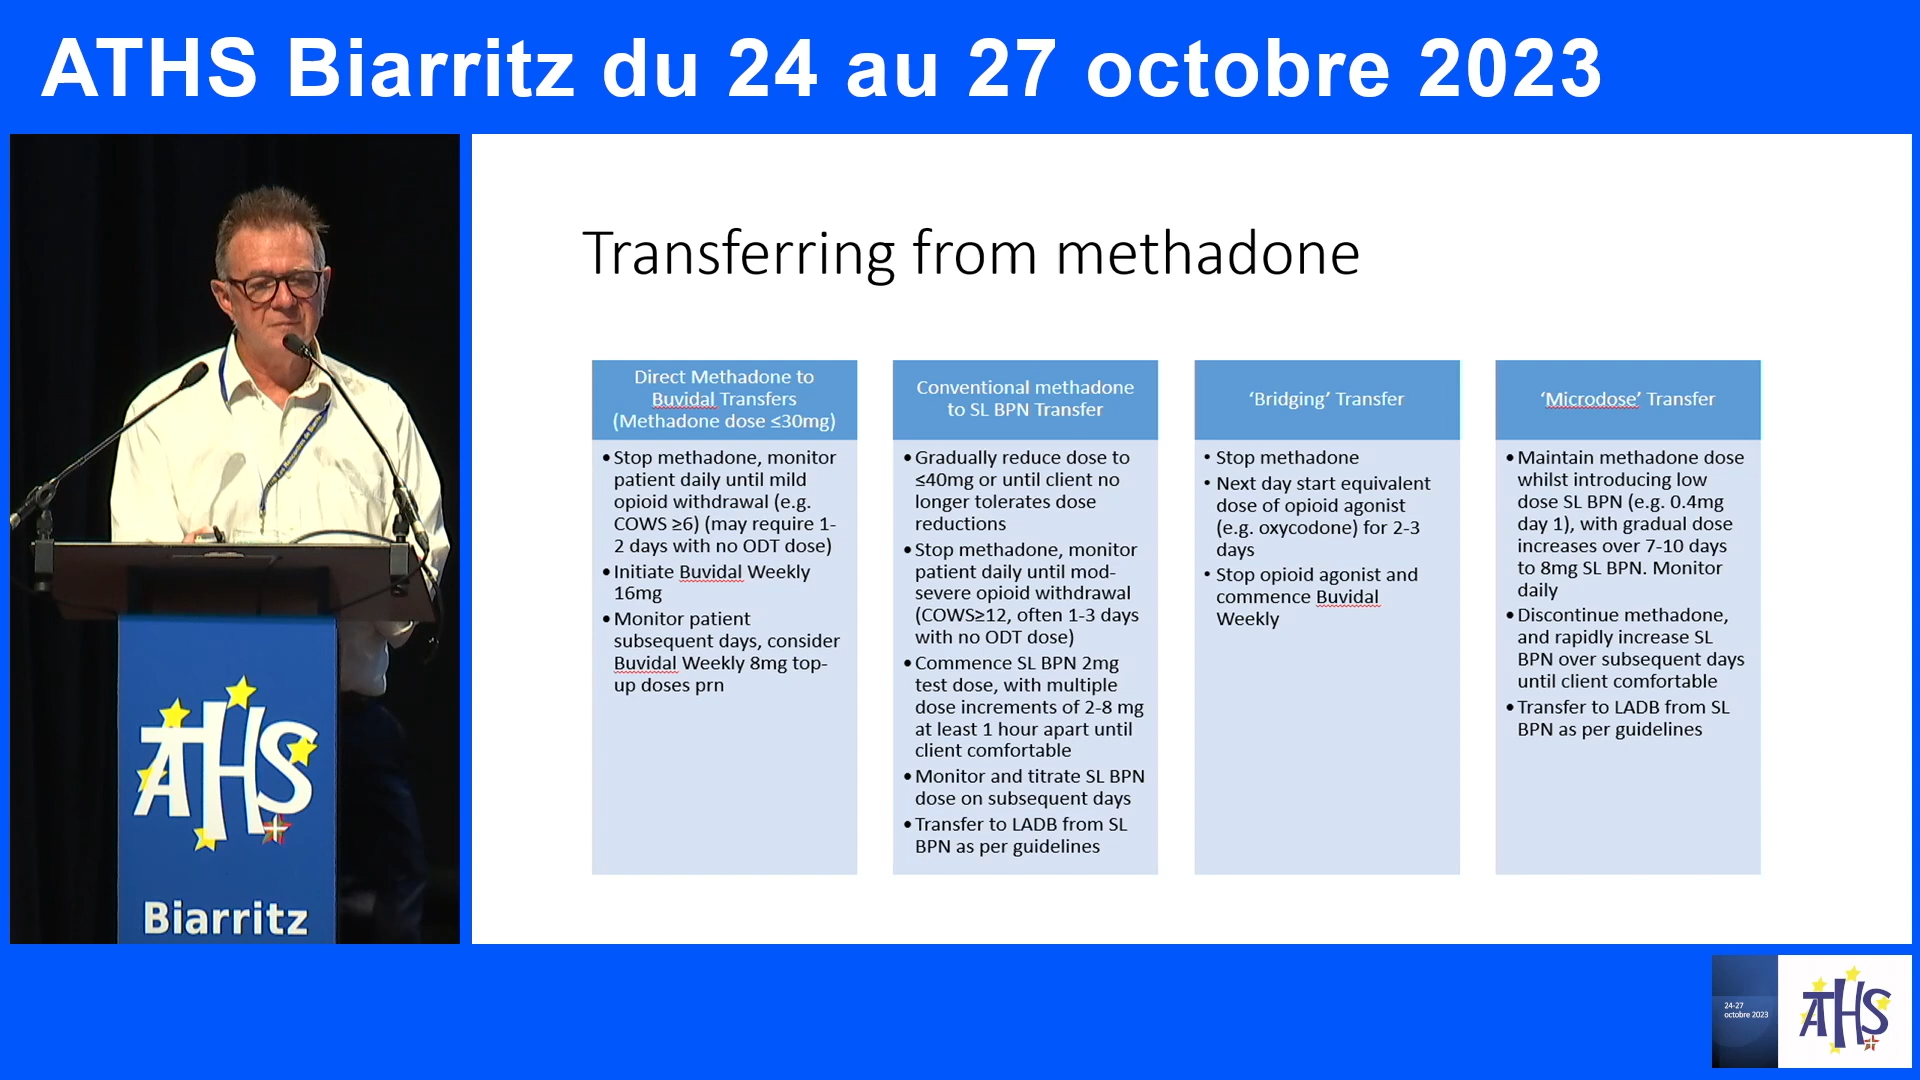 ATHS Biarritz du 24 au 27 octobre 2023
Transferring from methadone
Direct Methadone to
Buvidal Transfers
(Methadone dose ≤30mg)
•Stop methadone, monitor
patient daily until mild
opioid withdrawal (e.g.
COWS ≥6) (may require 1-
2 days with no ODT dose)
•Initiate Buvidal Weekly
16mg
•Monitor patient
subsequent days, consider
Buvidal Weekly 8mg top-
up doses prn
Conventional methadone
to SL BPN Transfer
•Gradually reduce dose to
≤40mg or until client no
longer tolerates dose
reductions
•Stop methadone, monitor
patient daily until mod-
severe opioid withdrawal
(COWS≥12, often 1-3 days
with no ODT dose)
•Commence SL BPN 2mg
test dose, with multiple
dose increments of 2-8 mg
at least 1 hour apart until
client comfortable
•Monitor and titrate SL BPN
dose on subsequent days
•Transfer to LADB from SL
BPN as per guidelines
‘Bridging’ Transfer
• Stop methadone
• Next day start equivalent
dose of opioid agonist
(e.g. oxycodone) for 2-3
days
• Stop opioid agonist and
commence Buvidal
Weekly
‘Microdose’ Transfer
•Maintain methadone dose
whilst introducing low
dose SL BPN (e.g. 0.4mg
day 1), with gradual dose
increases over 7-10 days
to 8mg SL BPN. Monitor
daily
•Discontinue methadone,
and rapidly increase SL
BPN over subsequent days
until client comfortable
•Transfer to LADB from SL
BPN as per guidelines
ATHS
Biarritz
24-27
octobre 2023
ATHS